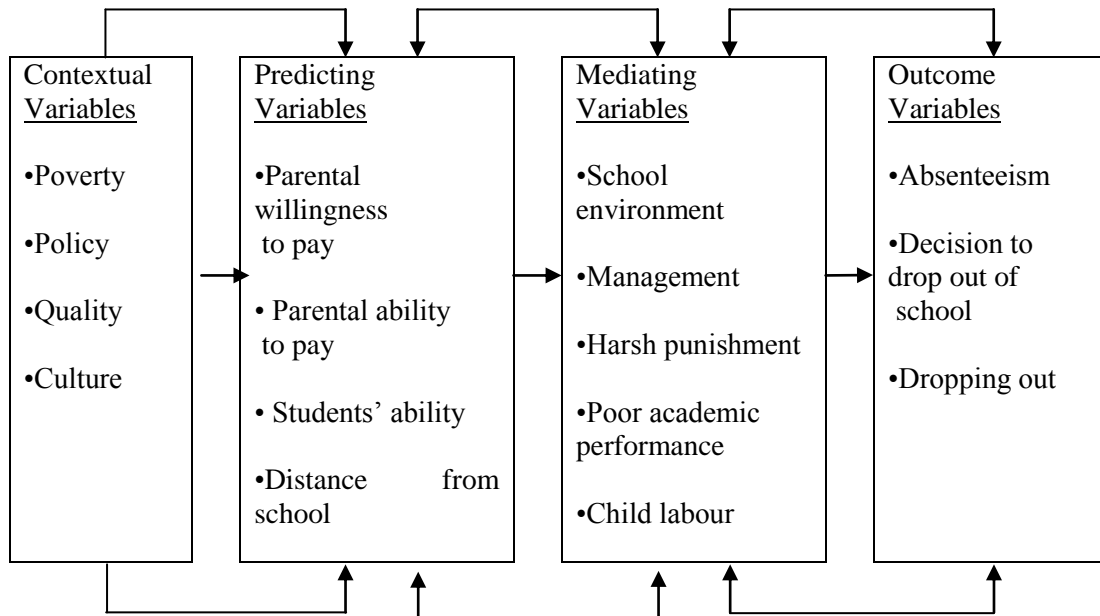 Contextual
Variables
•Poverty
•Policy
•Quality
•Culture
Predicting
Variables
•Parental
willingness
to pay
• Parental ability
to pay
• Students’ ability
•Distance from
school
Mediating
Variables
•School
environment
•Management
•Harsh punishment
•Poor academic
performance
•Child labour
Outcome
Variables
•Absenteeism
•Decision to
drop out of
school
•Dropping out